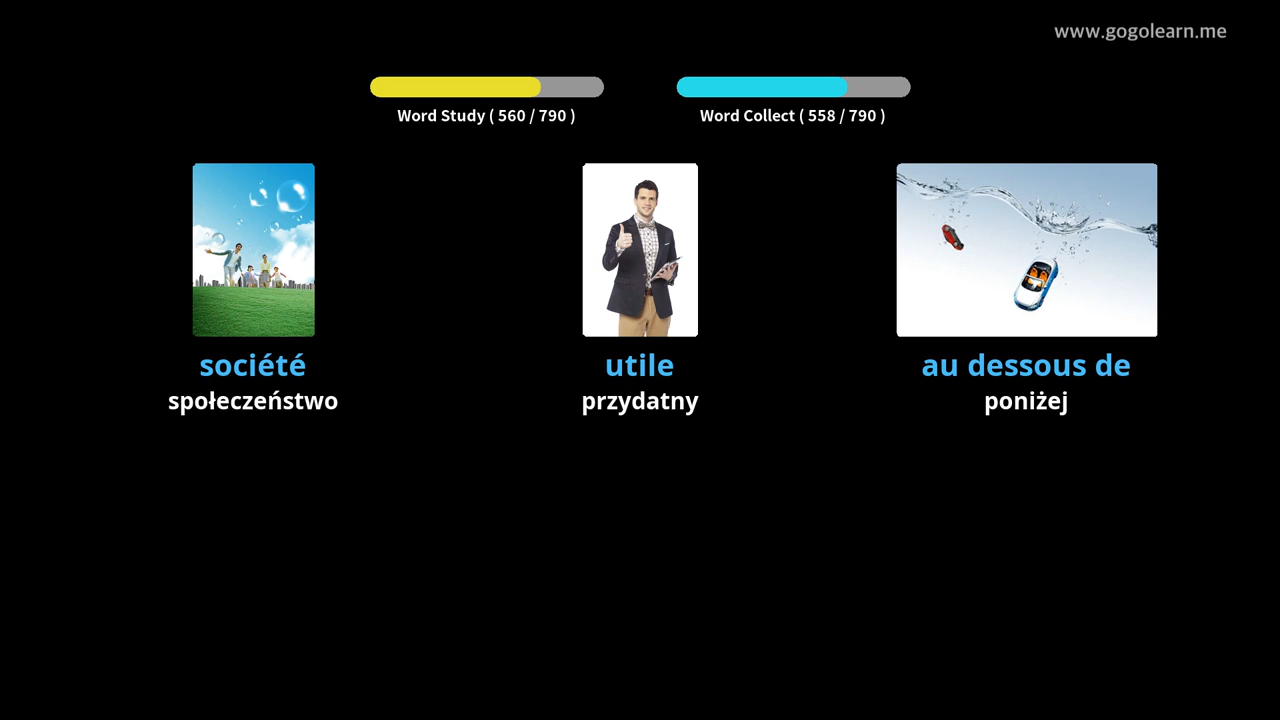 www.gogolearn.me
Word Study ( 560 / 790 )
Word Collect ( 558 / 790 )
société
utile
au dessous de
społeczeństwo
przydatny
poniżej